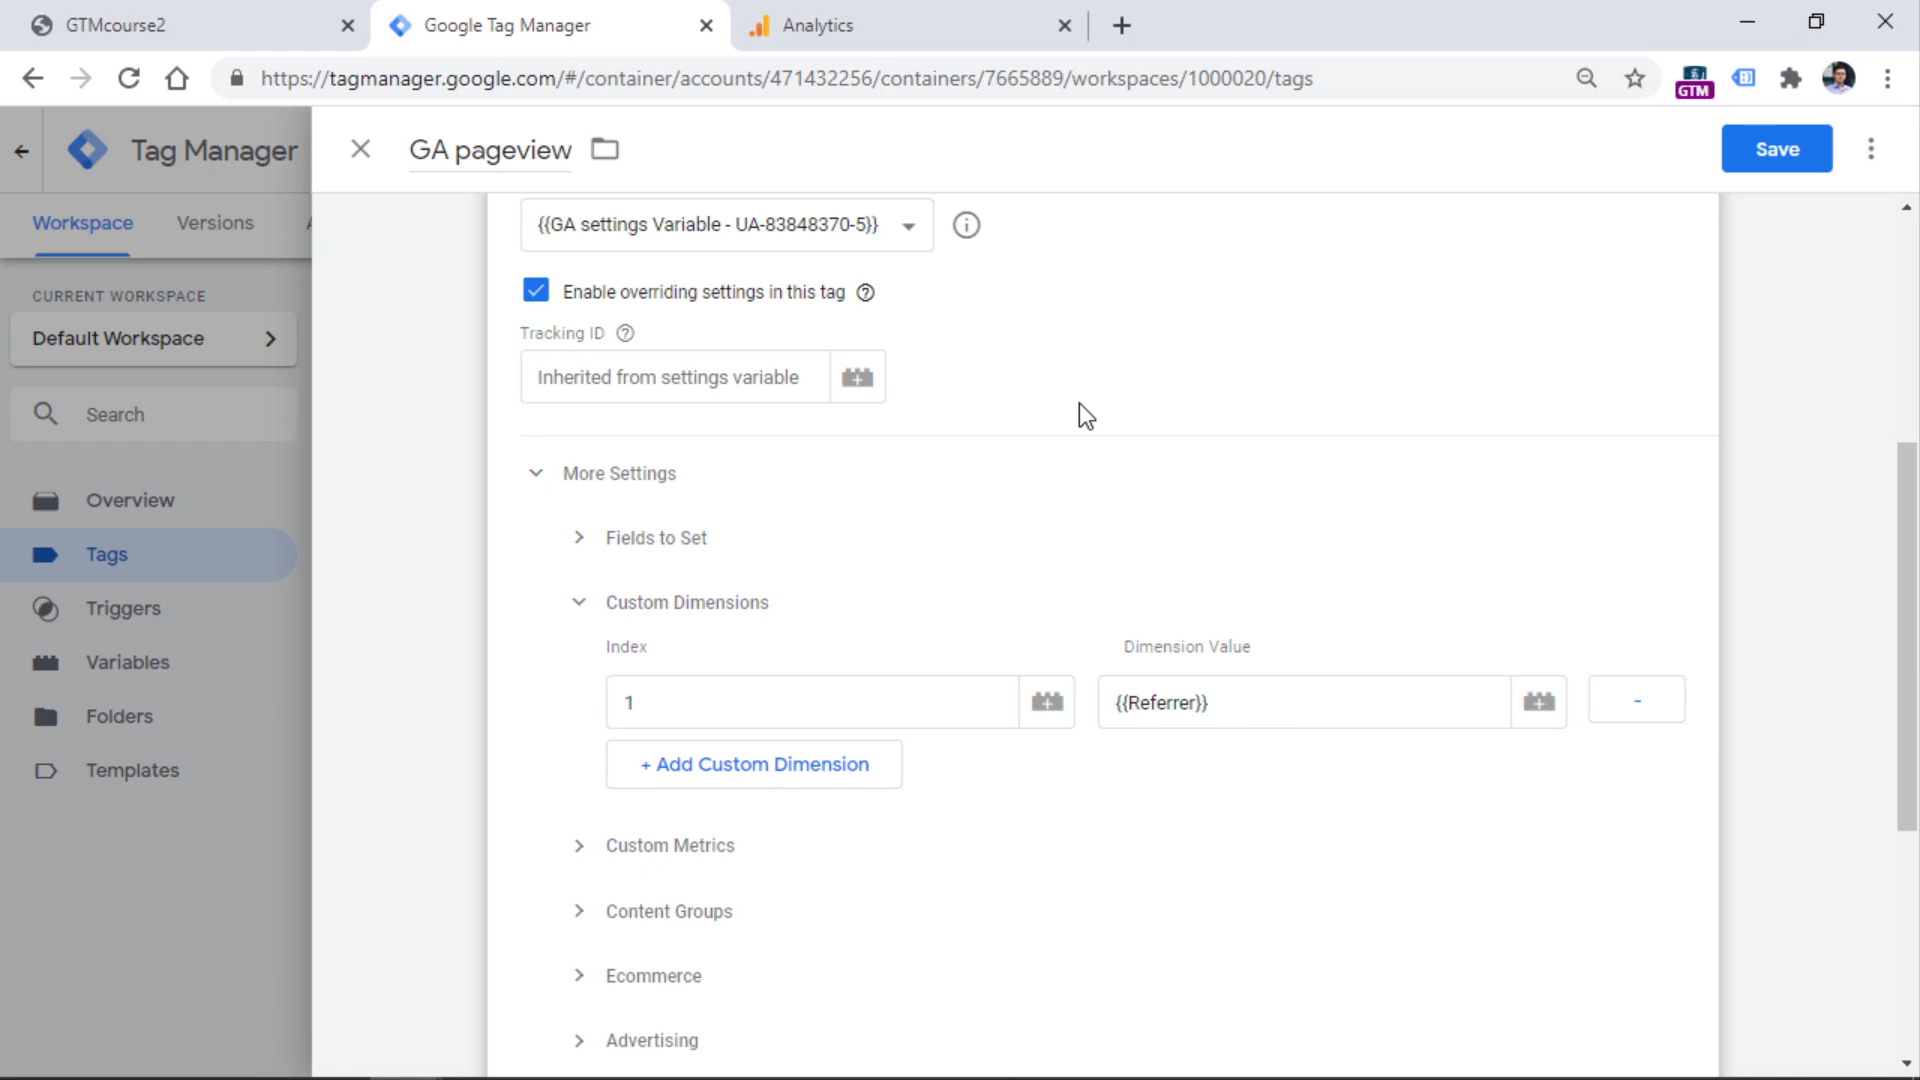 GTMcourse2
Google Tag Manager
Analytics
https://tagmanager.google.com/#/container/accounts/471432256/containers/7665889/workspaces/1000020/tags
GTM
Tag Manager
GA pageview
Save
Workspace
Versions
A
{{GA settings Variable - UA-83848370-5}}
Enable overriding settings in this tag
CURRENT WORKSPACE
Default Workspace
Tracking ID
Inherited from settings variable
Search
More Settings
Overview
Fields to Set
Tags
Custom Dimensions
Triggers
Index
Dimension Value
Variables
1
{{Referrer}}
-
Folders
+ Add Custom Dimension
Templates
Custom Metrics
Content Groups
Ecommerce
Advertising